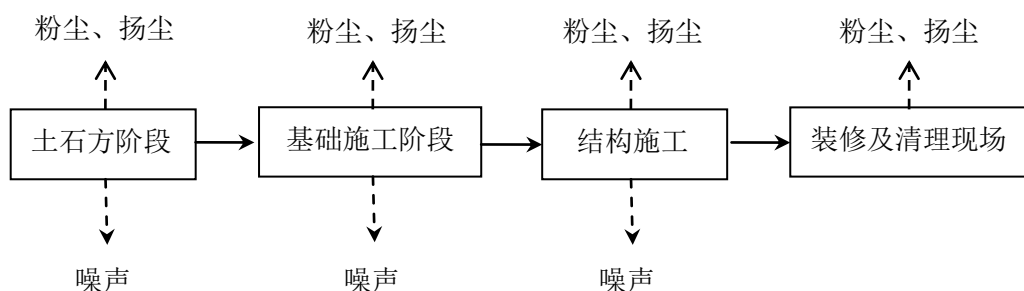 粉尘、扬尘
粉尘、扬尘
粉尘、扬尘
粉尘、扬尘
土石方阶段
基础施工阶段
结构施工
装修及清理现场
噪声
噪声
噪声